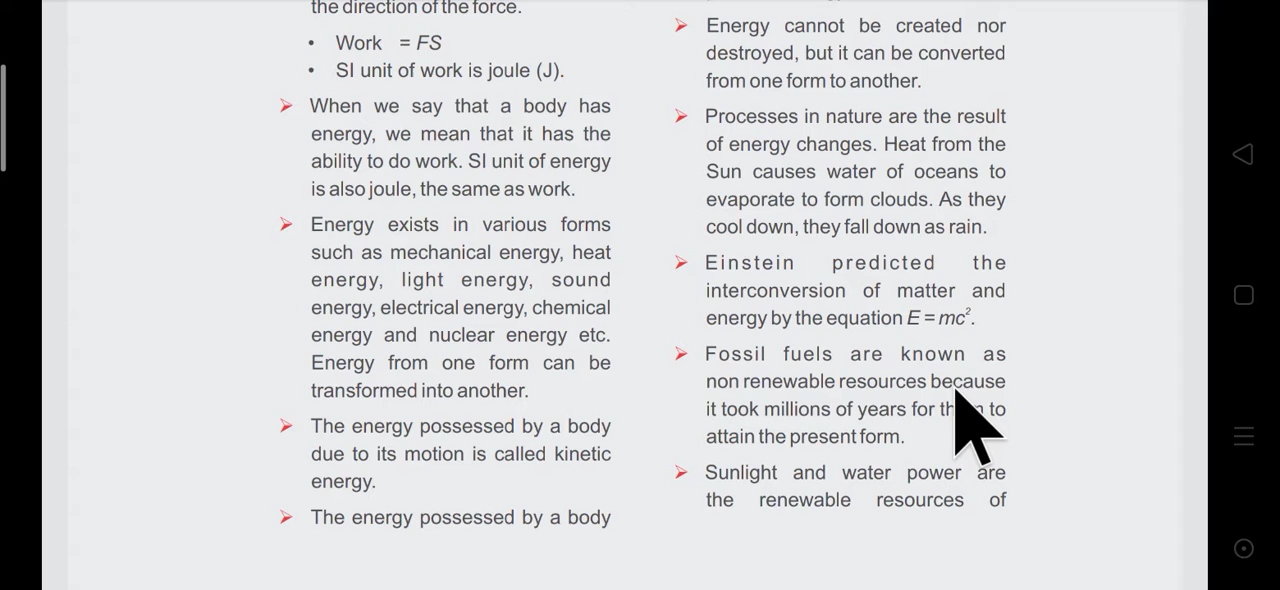 the direction of the force.
• Work = FS
• SI unit of work is joule (J).
When we say that a body has
energy, we mean that it has the
ability to do work. SI unit of energy
is also joule, the same as work.
Energy exists in various forms
such as mechanical energy, heat
energy, light energy, sound
energy, electrical energy, chemical
energy and nuclear energy etc.
Energy from one form can be
transformed into another.
The energy possessed by a body
due to its motion is called kinetic
energy.
The energy possessed by a body
Energy cannot be created nor
destroyed, but it can be converted
from one form to another.
Processes in nature are the result
of energy changes. Heat from the
Sun causes water of oceans to
evaporate to form clouds. As they
cool down, they fall down as rain.
Einstein predicted the
interconversion of matter and
energy by the equation E = mc².
Fossil fuels are known as
non renewable resources because
it took millions of years for them to
attain the present form.
Sunlight and water power are
the renewable resources of